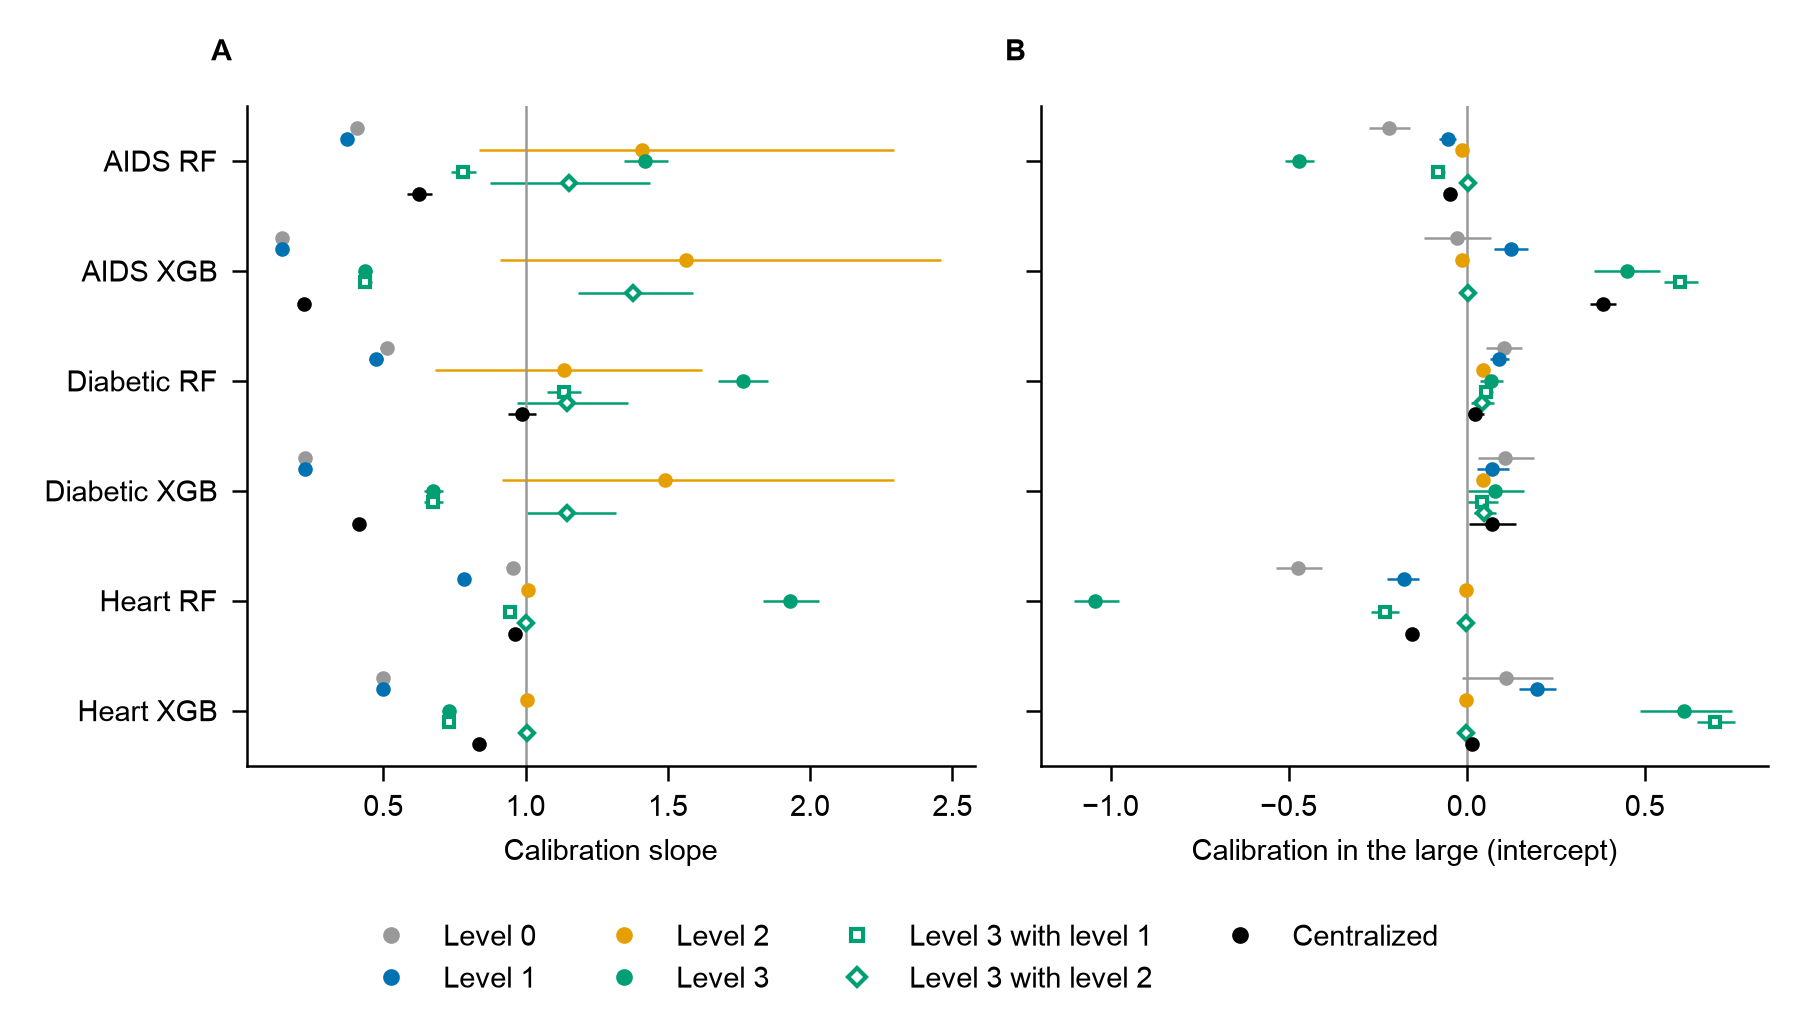 A
B
AIDS RF
AIDS XGB
Diabetic RF
Diabetic XGB
Heart RF
Heart XGB
0.5 1.0 1.5 2.0 2.5
−1.0 −0.5 0.0 0.5
Calibration slope
Calibration in the large (intercept)
Level 0 Level 2 Level 3 with level 1 Centralized
Level 1 Level 3 Level 3 with level 2